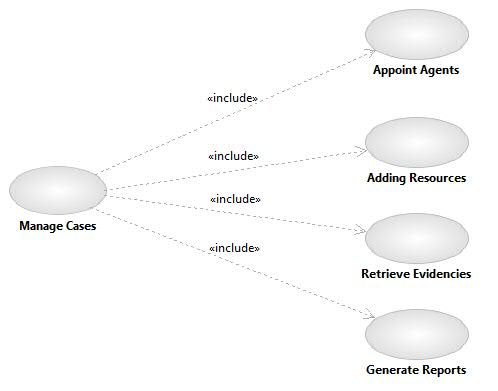 Appoint Agents
«include»
«include»
Adding Resources
«include»
Manage Cases
«include»
Retrieve Evidencies
Generate Reports